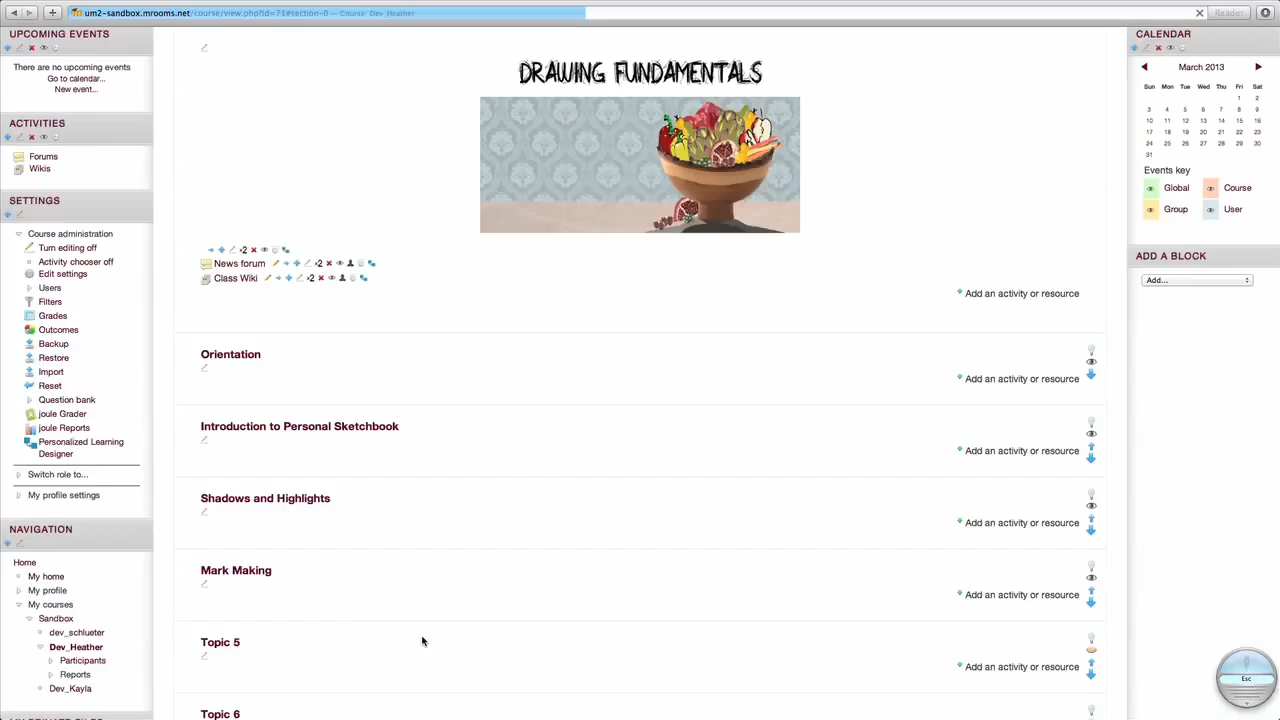 um2-sandbox.mrooms.net/course/view.php?id=71#section-0 — Course: Dev_Heather
Reader
UPCOMING EVENTS
There are no upcoming events
Go to calendar...
New event...
ACTIVITIES
Forums
Wikis
SETTINGS
Course administration
Turn editing off
Activity chooser off
Edit settings
Users
Filters
Grades
Outcomes
Backup
Restore
Import
Reset
Question bank
joule Grader
joule Reports
Personalized Learning
Designer
Switch role to...
My profile settings
NAVIGATION
Home
My home
My profile
My courses
Sandbox
dev_schlueter
Dev_Heather
Participants
Reports
Dev_Kayla
DRAWING FUNDAMENTALS
x2
News forum x2
Class Wiki x2
Add an activity or resource
Orientation
Add an activity or resource
Introduction to Personal Sketchbook
Add an activity or resource
Shadows and Highlights
Add an activity or resource
Mark Making
Add an activity or resource
Topic 5
Add an activity or resource
Topic 6
CALENDAR
March 2013
Sun Mon Tue Wed Thu Fri Sat
1 2
3 4 5 6 7 8 9
10 11 12 13 14 15 16
17 18 19 20 21 22 23
24 25 26 27 28 29 30
31
Events key
Global Course
Group User
ADD A BLOCK
Add...
Esc